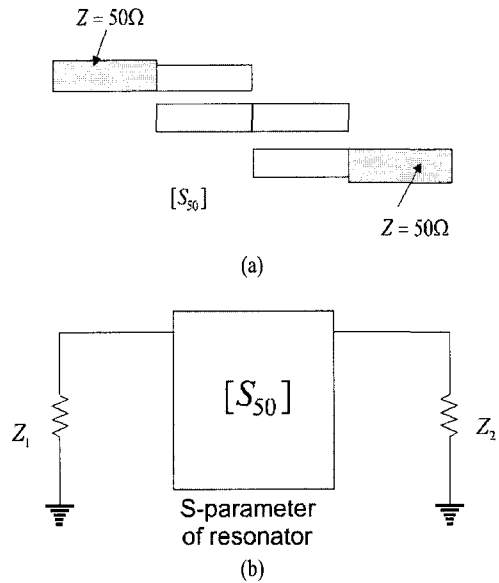 Z = 50Ω
[S50]
Z = 50Ω
(a)
[S50]
Z1
Z2
S-parameter
of resonator
(b)